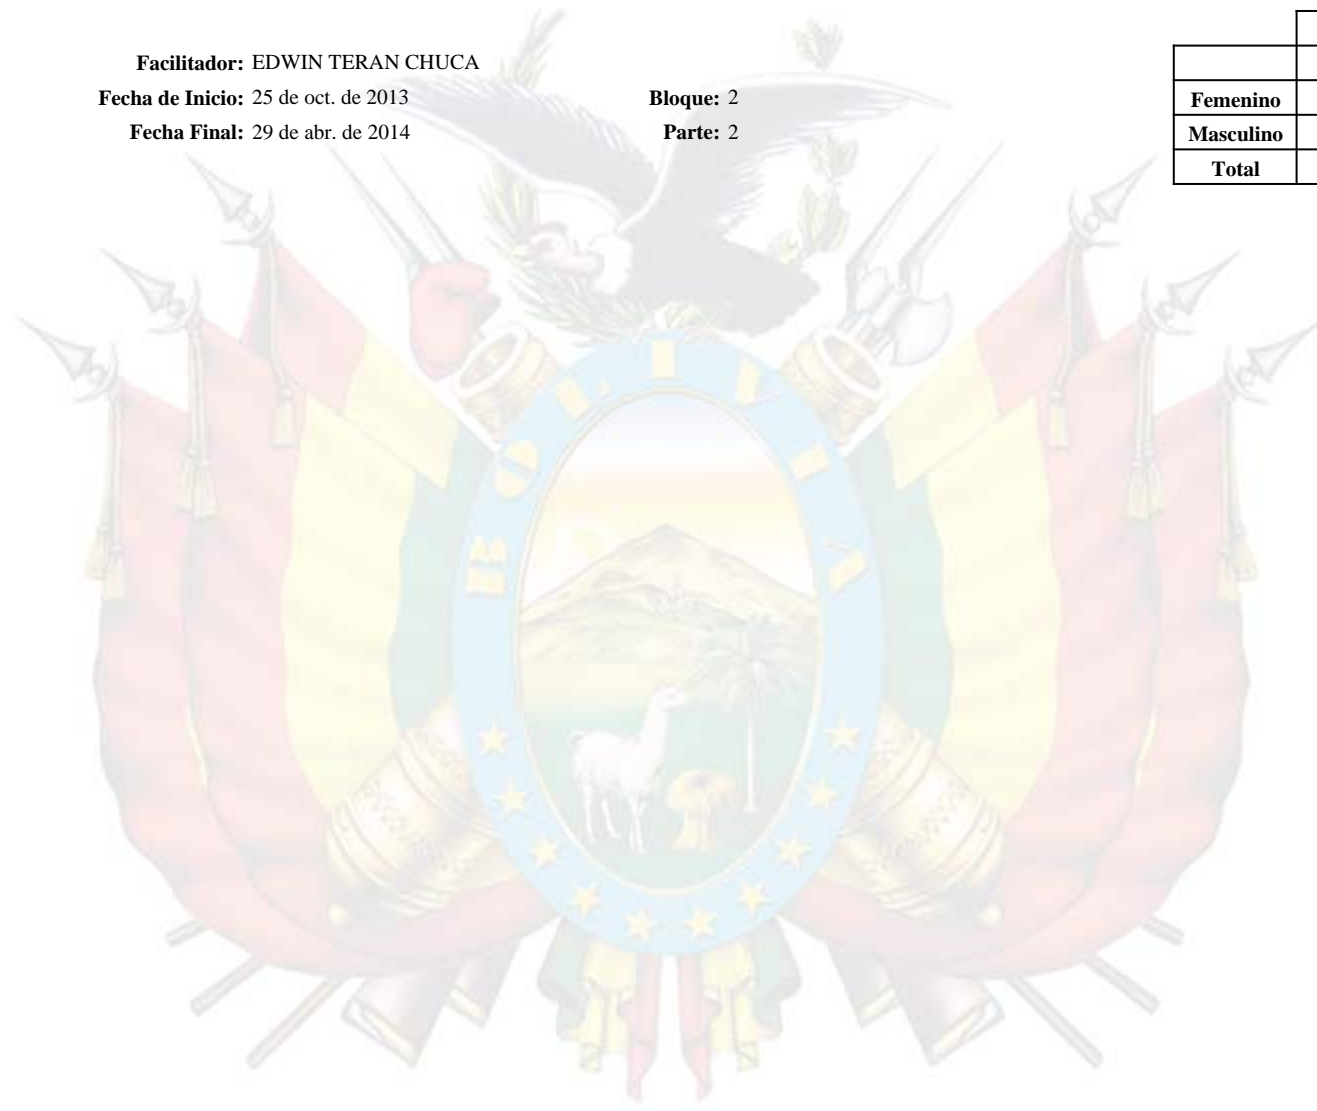 Facilitador: EDWIN TERAN CHUCA
Fecha de Inicio: 25 de oct. de 2013 Bloque: 2
Fecha Final: 29 de abr. de 2014 Parte: 2
Femenino
Masculino
Total
BOLIVIA